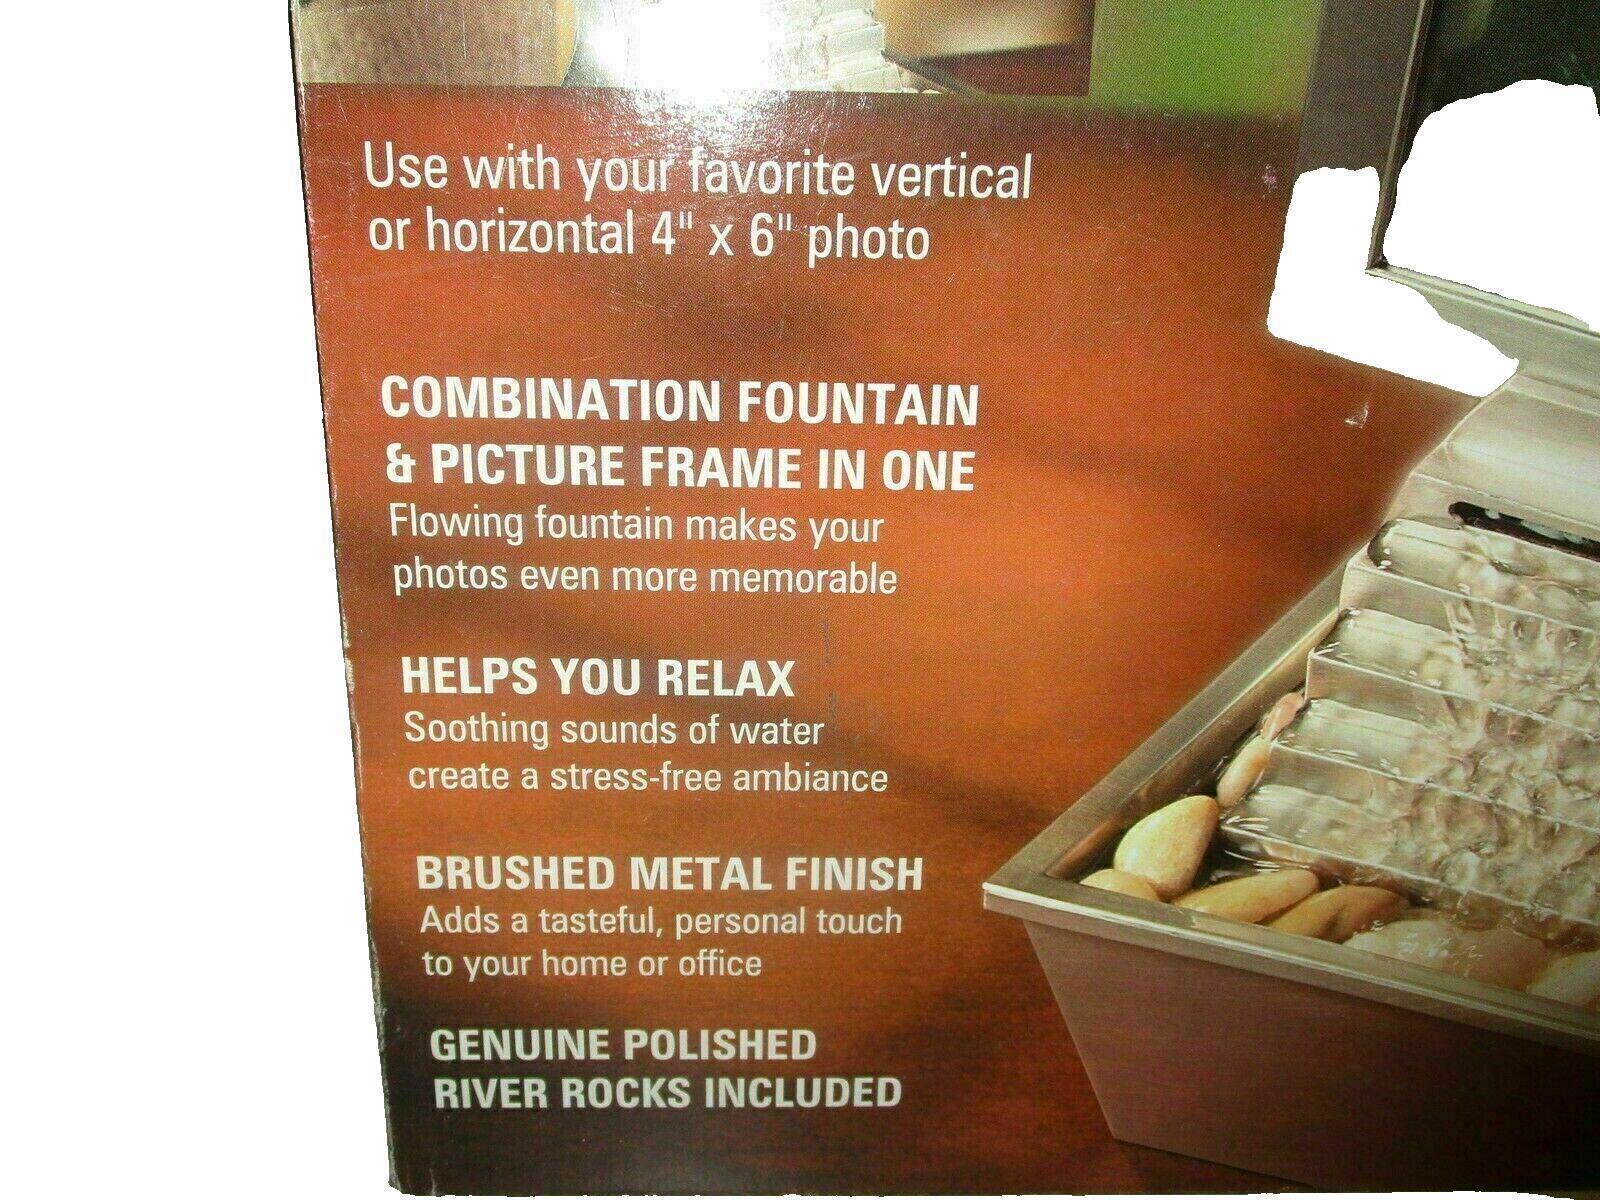 Use with your favorite vertical
or horizontal 4" x 6" photo
COMBINATION FOUNTAIN
& PICTURE FRAME IN ONE
Flowing fountain makes your
photos even more memorable
HELPS YOU RELAX
Soothing sounds of water
create a stress-free ambiance
BRUSHED METAL FINISH
Adds a tasteful, personal touch
to your home or office
GENUINE POLISHED
RIVER ROCKS INCLUDED